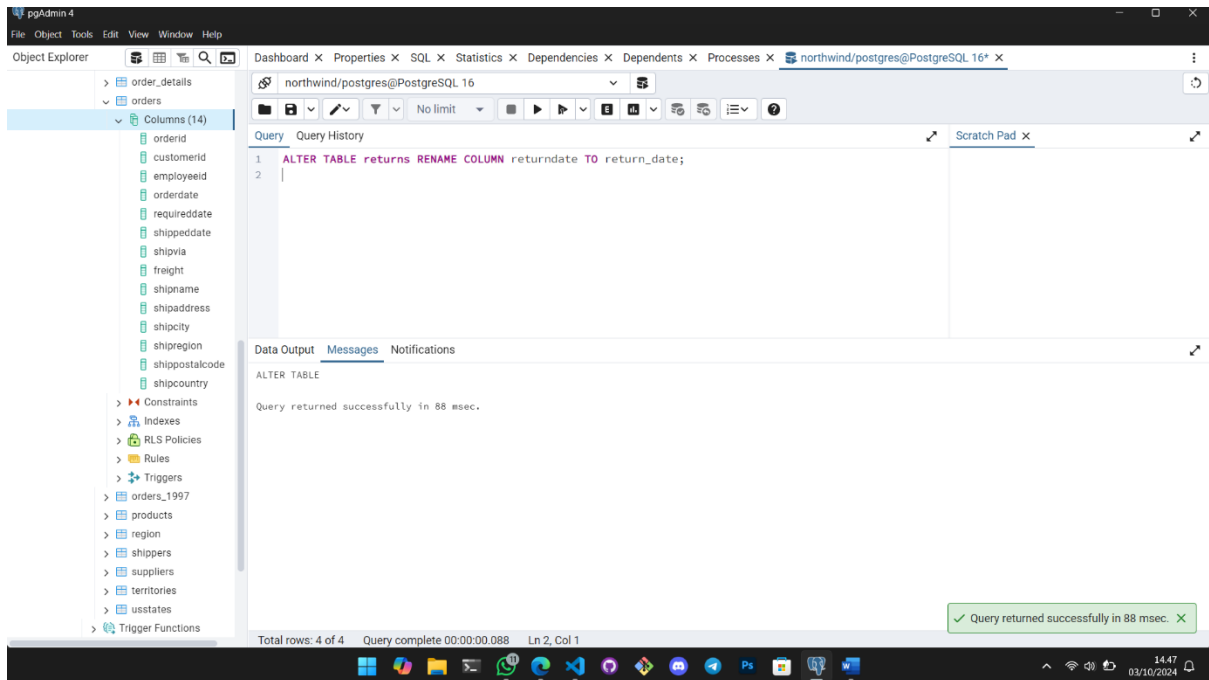 pgAdmin 4
File Object Tools Edit View Window Help
Object Explorer
Dashboard X Properties X SQL X Statistics X Dependencies X Dependents X Processes X northwind/postgres@PostgreSQL 16* X
order_details
orders
Columns (14)
orderid
customerid
employeeid
orderdate
requireddate
shippeddate
shipvia
freight
shipname
shipaddress
shipcity
shipregion
shippostalcode
shipcountry
Constraints
Indexes
RLS Policies
Rules
Triggers
orders_1997
products
region
shippers
suppliers
territories
usstates
Trigger Functions
northwind/postgres@PostgreSQL 16
No limit
E
Query Query History
Scratch Pad X
1 ALTER TABLE returns RENAME COLUMN returndate TO return_date;
2
Data Output Messages Notifications
ALTER TABLE
Query returned successfully in 88 msec.
Query returned successfully in 88 msec.
Total rows: 4 of 4 Query complete 00:00:00.088 Ln 2, Col 1
Ps
14.47
03/10/2024